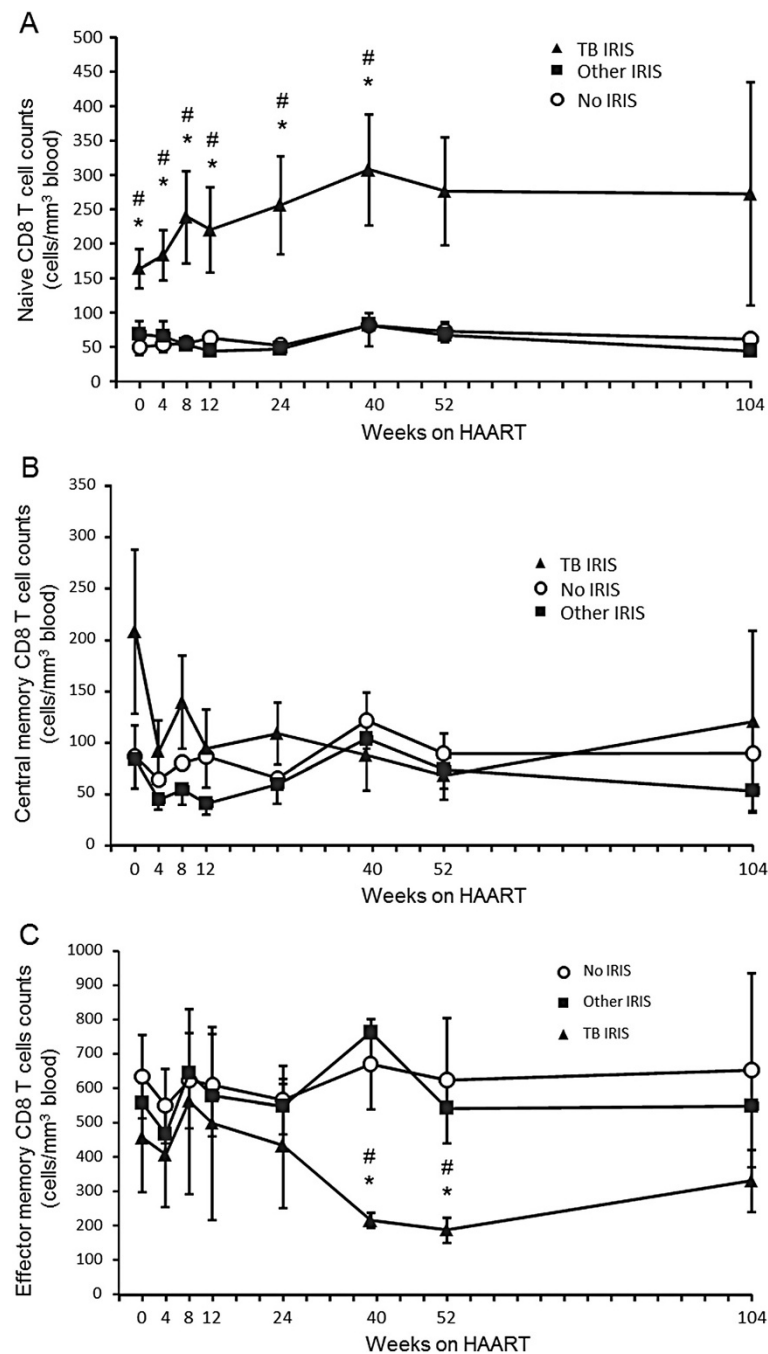 A
Naive CD8 T cell counts
(cells/mm³ blood)
500
450
400
350
300
250
200
150
100
50
0
TB IRIS
Other IRIS
No IRIS
#
*
#
*
#
*
#
*
#
*
#
*
0 4 8 12 24 40 52 104
Weeks on HAART
B
Central memory CD8 T cell counts
(cells/mm³ blood)
350
300
250
200
150
100
50
0
TB IRIS
No IRIS
Other IRIS
0 4 8 12 40 52 104
Weeks on HAART
C
Effector memory CD8 T cells counts
(cells/mm³ blood)
1000
900
800
700
600
500
400
300
200
100
0
No IRIS
Other IRIS
TB IRIS
#
*
#
*
0 4 8 12 24 40 52 104
Weeks on HAART